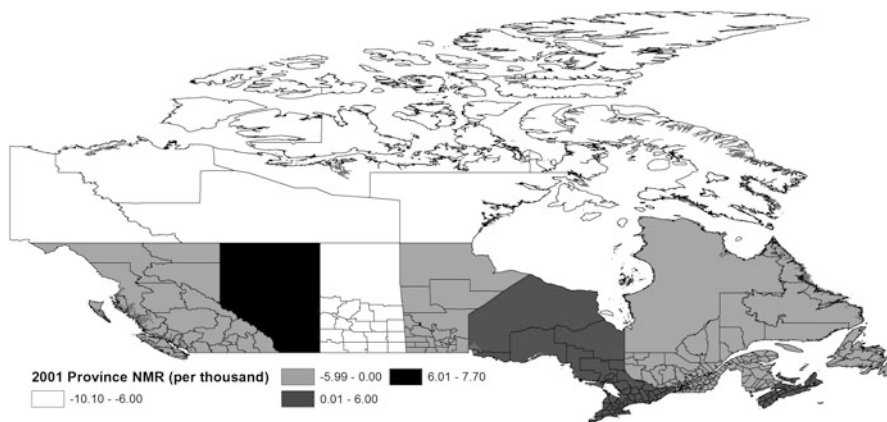 2001 Province NMR (per thousand)
-5.99 - 0.00
6.01 - 7.70
-10.10 - -6.00
0.01 - 6.00